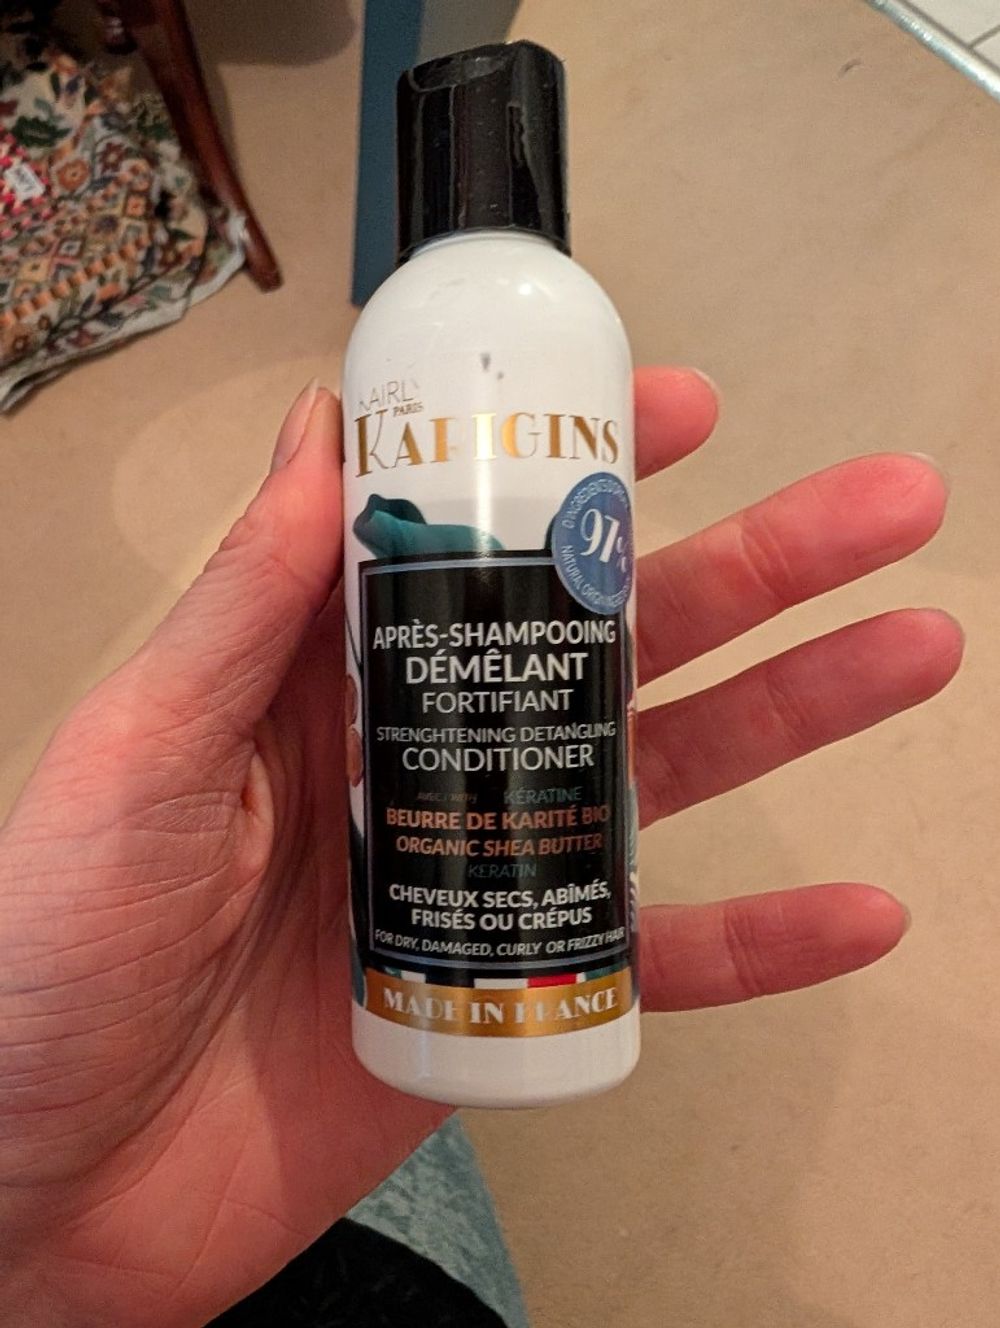 KAIRLY
PARIS
KARIGINS
97%
APRÈS-SHAMPOOING
DÉMÊLANT
FORTIFIANT
STRENGHTENING DETANGLING
CONDITIONER
AVEC / WITH KÉRATINE
BEURRE DE KARITÉ BIO
ORGANIC SHEA BUTTER
KERATIN
CHEVEUX SECS, ABÎMÉS,
FRISÉS OU CRÉPUS
FOR DRY, DAMAGED, CURLY OR FRIZZY HAIR
MADE IN FRANCE